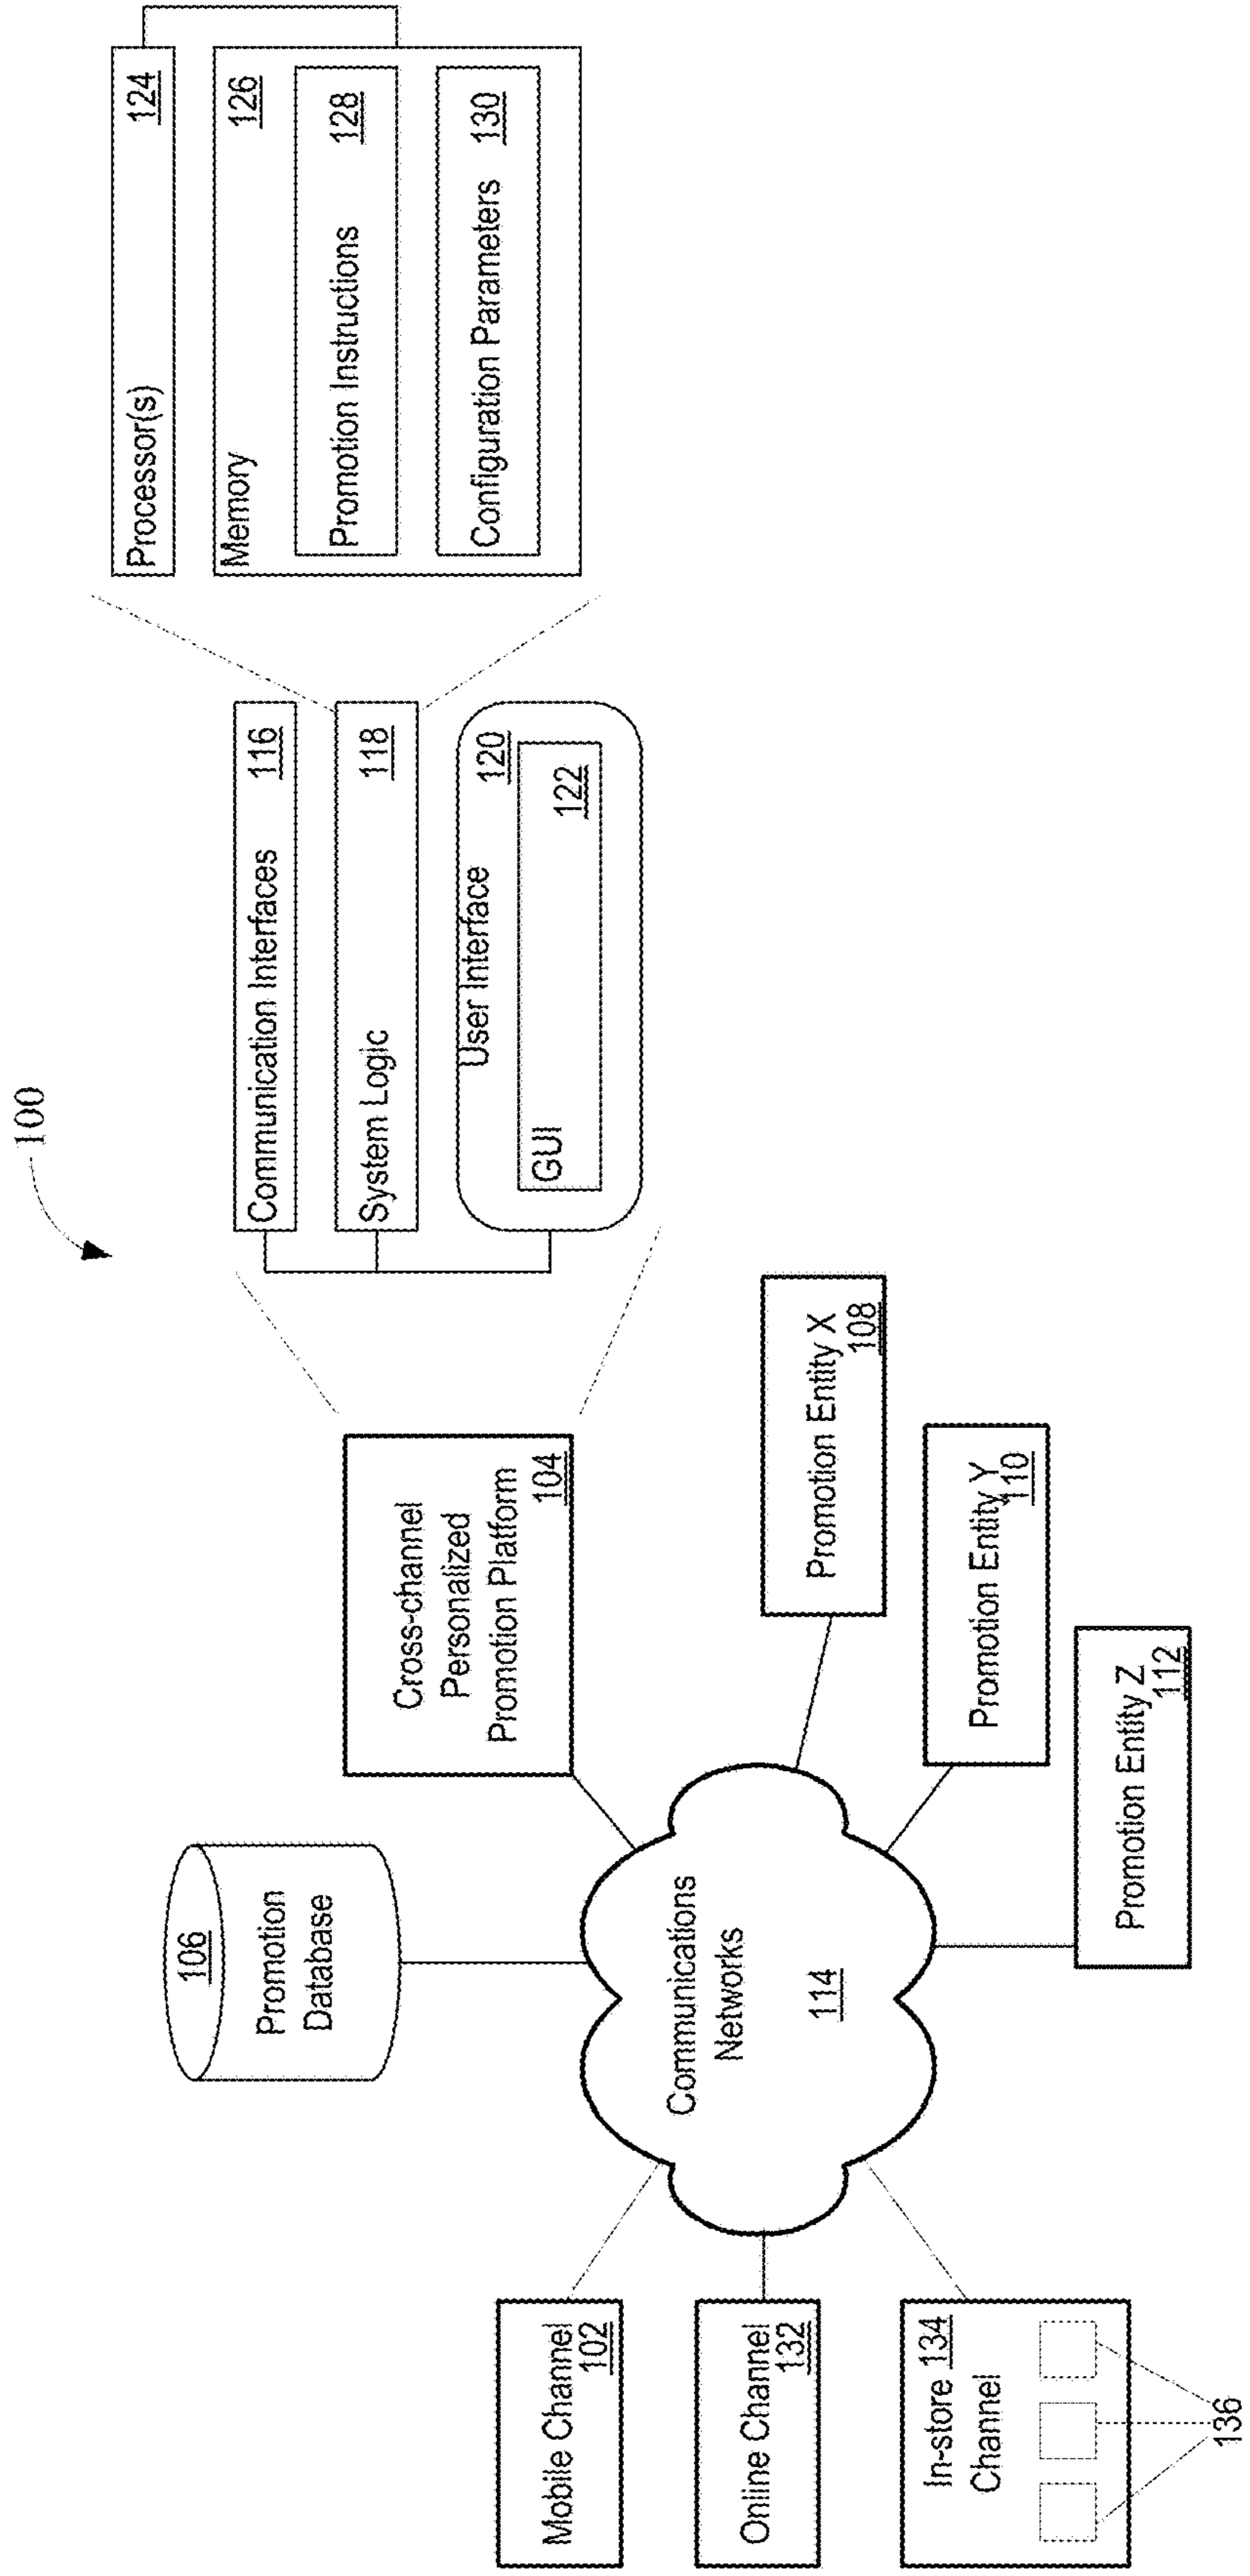 100
106
Promotion
Database
Cross-channel
Personalized
Promotion Platform
104
Communication Interfaces 116
System Logic 118
User Interface 120
GUI 122
Processor(s) 124
Memory 126
Promotion Instructions 128
Configuration Parameters 130
Mobile Channel
102
Online Channel
132
In-store 134
Channel
136
Communications
Networks
114
Promotion Entity X
108
Promotion Entity Y
110
Promotion Entity Z
112